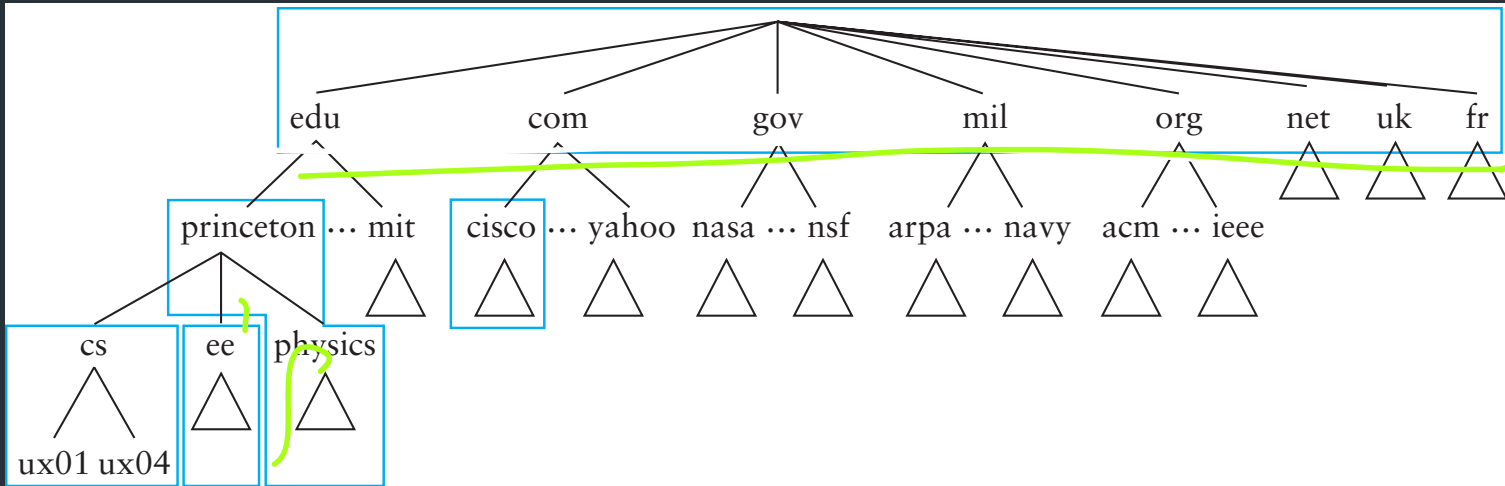 edu com gov mil org net uk fr
princeton ... mit cisco ... yahoo nasa ... nsf arpa ... navy acm ... ieee
cs ee physics
ux01 ux04